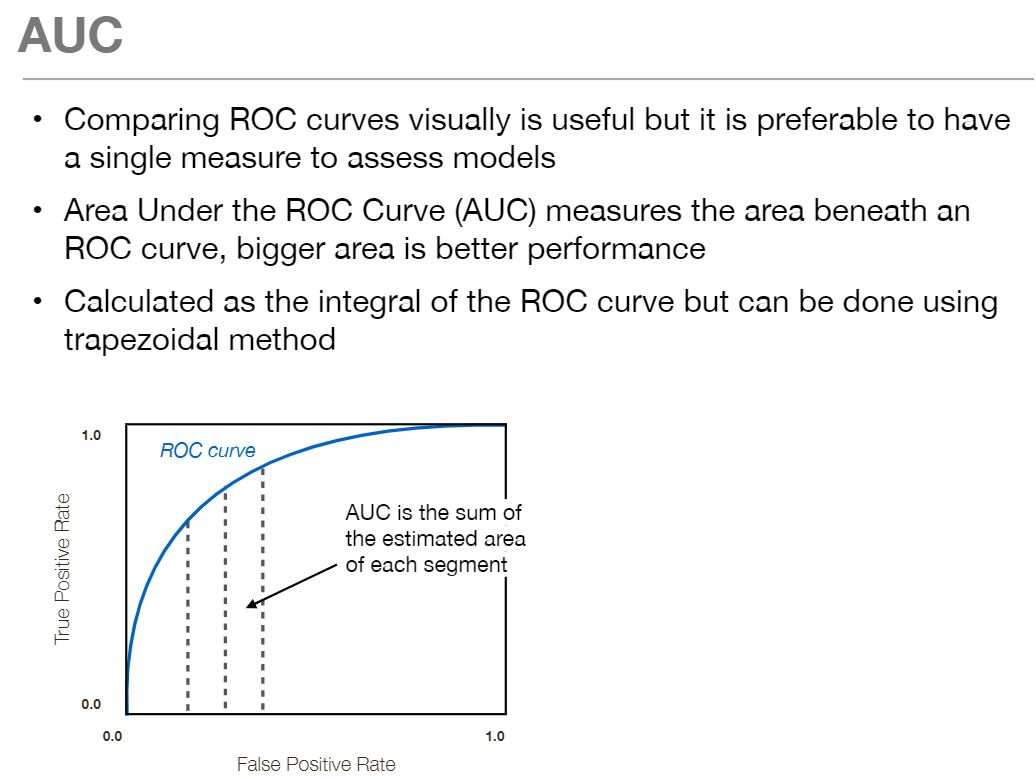 AUC
• Comparing ROC curves visually is useful but it is preferable to have
a single measure to assess models
• Area Under the ROC Curve (AUC) measures the area beneath an
ROC curve, bigger area is better performance
• Calculated as the integral of the ROC curve but can be done using
trapezoidal method
1.0
ROC curve
True Positive Rate
AUC is the sum of
the estimated area
of each segment
0.0
0.0
1.0
False Positive Rate